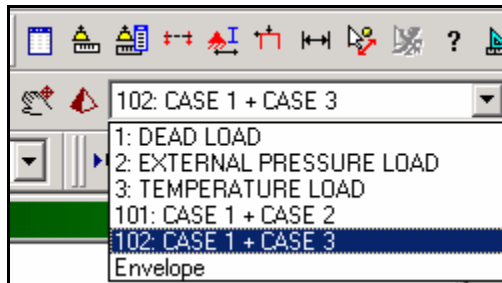 ?
102: CASE 1 + CASE 3
1: DEAD LOAD
2: EXTERNAL PRESSURE LOAD
3: TEMPERATURE LOAD
101: CASE 1 + CASE 2
102: CASE 1 + CASE 3
Envelope